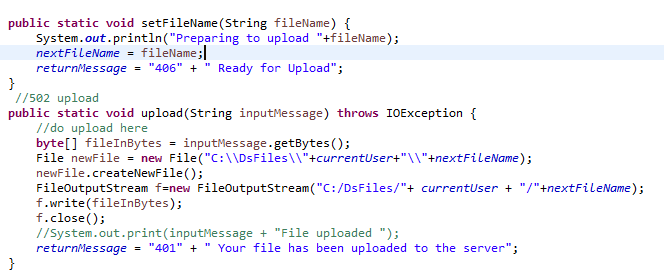 public static void setFileName(String fileName) {
System.out.println("Preparing to upload "+fileName);
nextFileName = fileName;
returnMessage = "406" + " Ready for Upload";
}
//502 upload
public static void upload(String inputMessage) throws IOException {
//do upload here
byte[] fileInBytes = inputMessage.getBytes();
File newFile = new File("C:\\DsFiles\\"+currentUser+"\\"+nextFileName);
newFile.createNewFile();
FileOutputStream f=new FileOutputStream("C:/DsFiles/"+ currentUser + "/"+nextFileName);
f.write(fileInBytes);
f.close();
//System.out.print(inputMessage + "File uploaded ");
returnMessage = "401" + " Your file has been uploaded to the server";
}